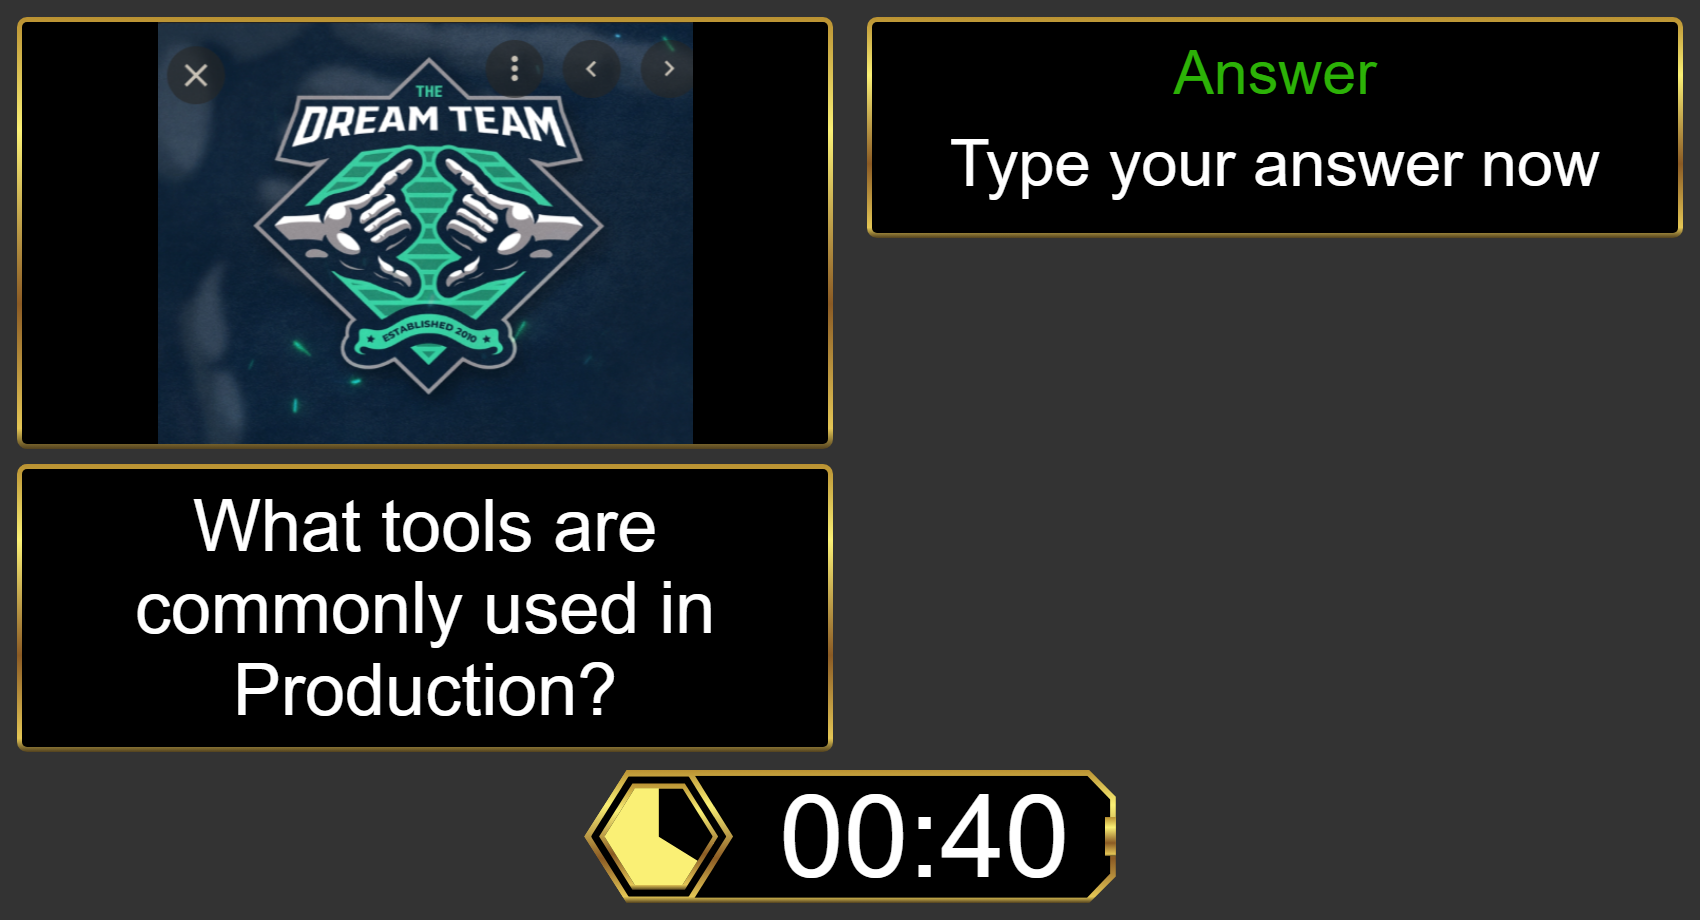 THE
DREAM TEAM
ESTABLISHED 2010
What tools are
commonly used in
Production?
Answer
Type your answer now
00:40